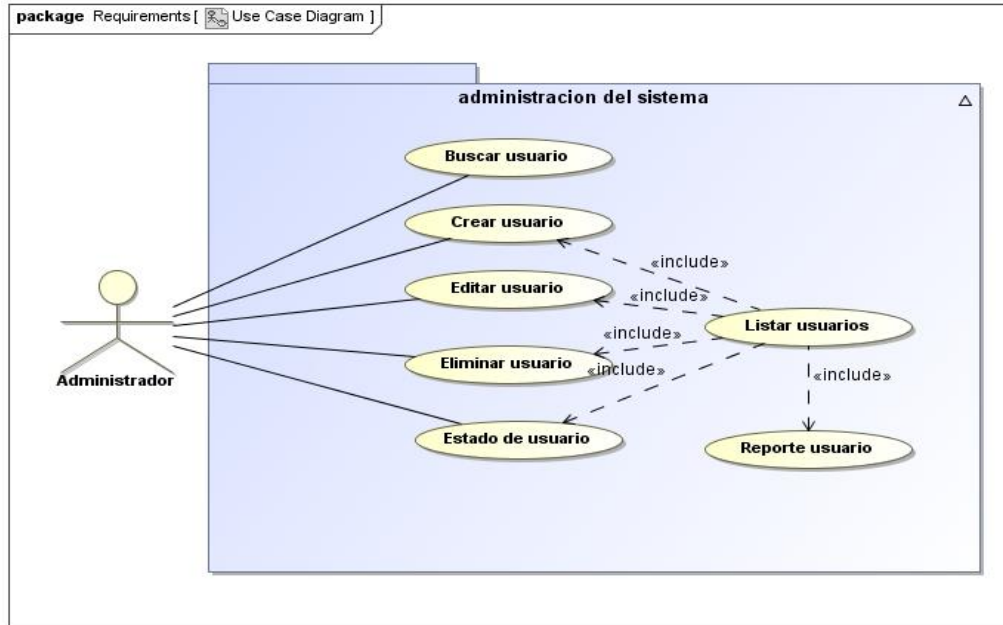 package Requirements [ Use Case Diagram ]
administracion del sistema
Buscar usuario
Crear usuario
«include»
Editar usuario
«include»
Listar usuarios
«include»
Eliminar usuario
«include»
«include»
Administrador
Estado de usuario
Reporte usuario